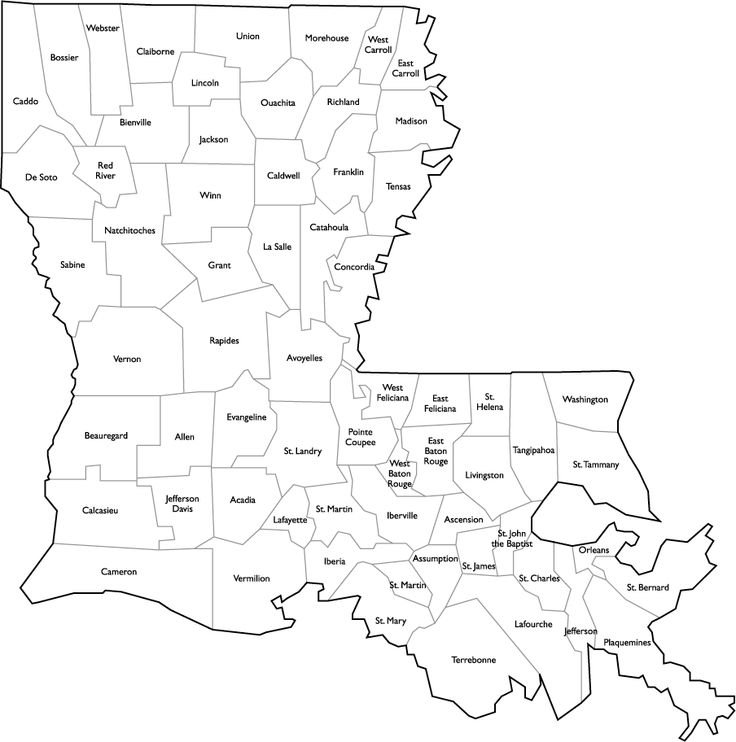 Webster
Union
Morehouse
West
Carroll
Claiborne
Bossier
East
Carroll
Lincoln
Caddo
Ouachita
Richland
Bienville
Madison
Jackson
Red
River
De Soto
Caldwell
Franklin
Tensas
Winn
Natchitoches
Catahoula
La Salle
Sabine
Grant
Concordia
Rapides
Vernon
Avoyelles
West
Feliciana
East
Feliciana
St.
Helena
Washington
Evangeline
Beauregard
Allen
Pointe
Coupee
East
Baton
Rouge
St. Landry
Tangipahoa
West
Baton
Rouge
Livingston
St. Tammany
Calcasieu
Jefferson
Davis
Acadia
Lafayette
St. Martin
Iberville
Ascension
St. John
the Baptist
Orleans
Cameron
Vermilion
Iberia
Assumption
St. James
St. Charles
St. Martin
St. Bernard
St. Mary
Lafourche
Jefferson
Plaquemines
Terrebonne